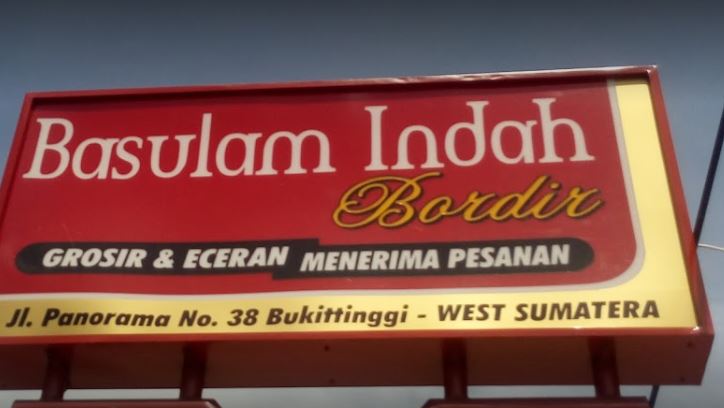 Basulam Indah
Bordir
GROSIR & ECERAN MENERIMA PESANAN
Jl. Panorama No. 38 Bukittinggi - WEST SUMATERA